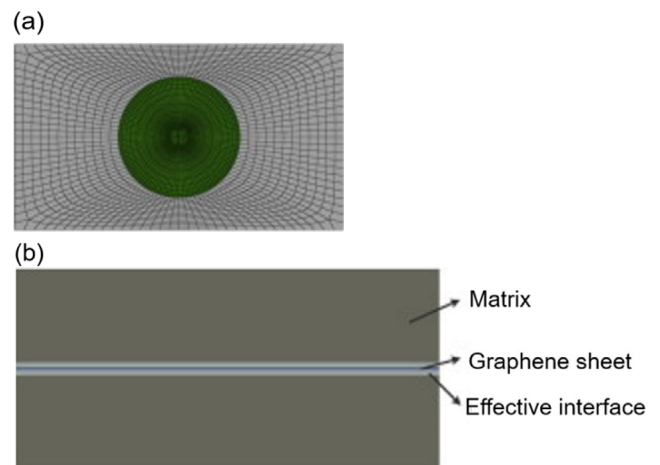 (a)
(b)
Matrix
Graphene sheet
Effective interface